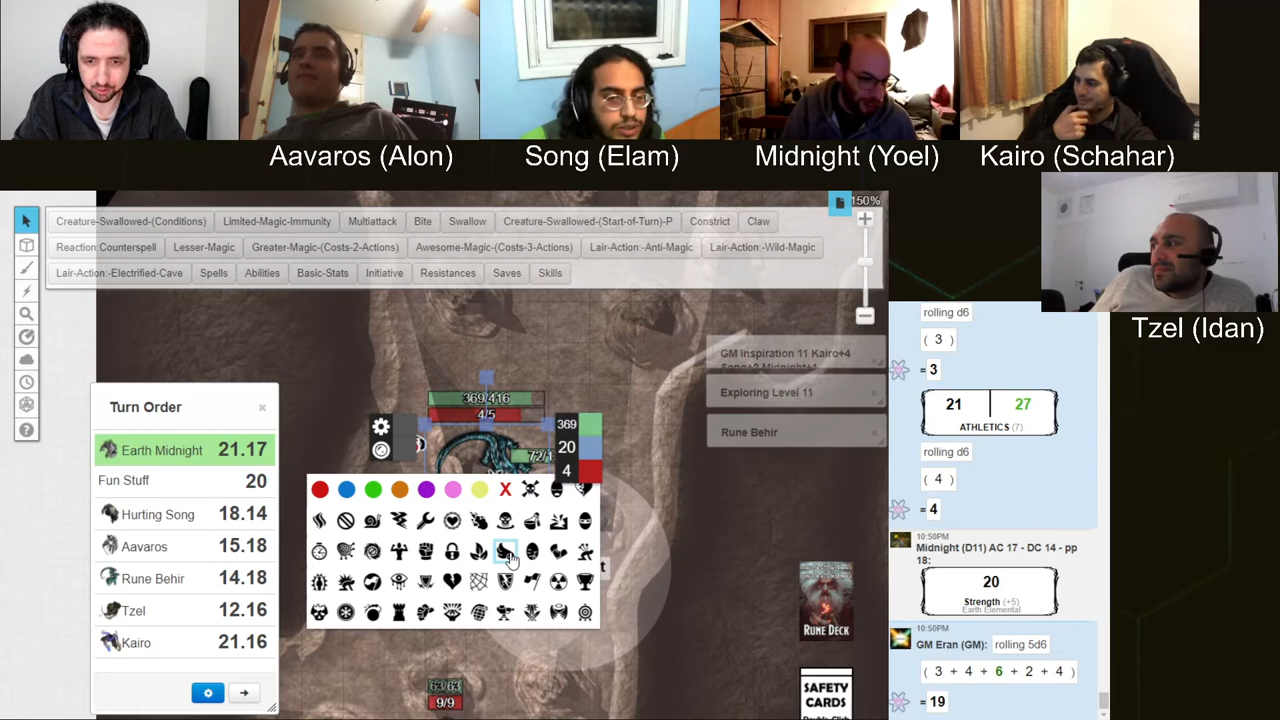 Aavaros (Alon)
Song (Elam)
Midnight (Yoel)
Kairo (Schahar)
Tzel (Idan)
150%
Creature-Swallowed-(Conditions)
Limited-Magic-Immunity
Multiattack
Bite
Swallow
Creature-Swallowed-(Start-of-Turn)-P
Constrict
Claw
Reaction:Counterspell
Lesser-Magic
Greater-Magic-(Costs-2-Actions)
Awesome-Magic-(Costs-3-Actions)
Lair-Action:-Anti-Magic
Lair-Action:-Wild-Magic
Lair-Action:-Electrified-Cave
Spells
Abilities
Basic-Stats
Initiative
Resistances
Saves
Skills
GM Inspiration 11 Kairo+4
Song+2 Midnight+1
Exploring Level 11
Rune Behir
Turn Order
Earth Midnight 21.17
Fun Stuff 20
Hurting Song 18.14
Aavaros 15.18
Rune Behir 14.18
Tzel 12.16
Kairo 21.16
369/416
4/5
72/1
369
20
4
X
t
63/63
9/9
RUNE DECK
SAFETY
CARDS
rolling d6
( 3 )
= 3
21 27
ATHLETICS (7)
rolling d6
( 4 )
= 4
10:50PM
Midnight (D11) AC 17 - DC 14 - pp
18:
20
Strength (+5)
Earth Elemental
10:50PM
GM Eran (GM): rolling 5d6
( 3 + 4 + 6 + 2 + 4 )
= 19